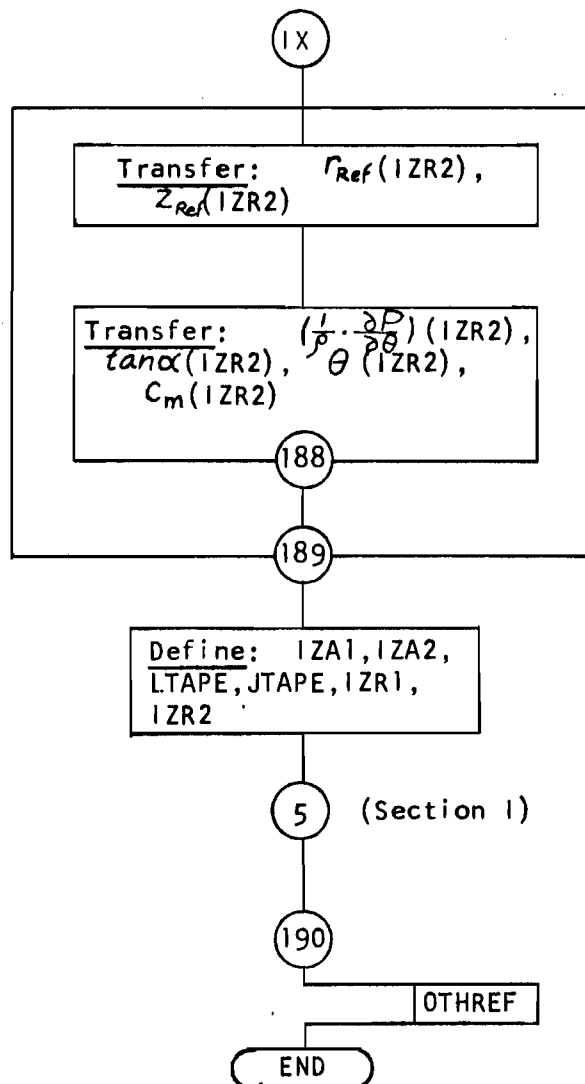 IX
Transfer: r_Ref(IZR2),
z_Ref(IZR2)
Transfer: (1/ρ · ∂P/∂θ)(IZR2),
tanα(IZR2), θ(IZR2),
C_m(IZR2)
188
189
Define: IZA1,IZA2,
LTAPE,JTAPE,IZR1,
IZR2
5 (Section I)
190
OTHREF
END